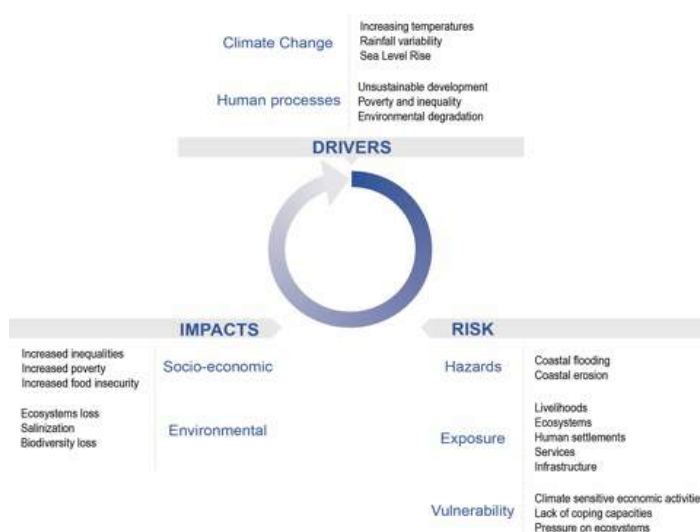 Climate Change
Increasing temperatures
Rainfall variability
Sea Level Rise
Human processes
Unsustainable development
Poverty and inequality
Environmental degradation
DRIVERS
IMPACTS
Increased inequalities
Increased poverty
Increased food insecurity
Socio-economic
Ecosystems loss
Salinization
Biodiversity loss
Environmental
RISK
Hazards
Coastal flooding
Coastal erosion
Exposure
Livelihoods
Ecosystems
Human settlements
Services
Infrastructure
Vulnerability
Climate sensitive economic activitie
Lack of coping capacities
Pressure on ecosystems